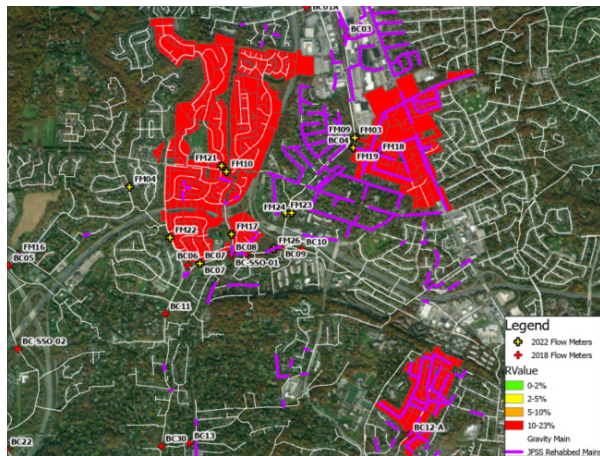 BC01A
BC03
FM09
FM03
BC04
FM18
FM19
FM21
FM10
FM04
FM24
FM23
FM22
FM17
FM16
BC05
BC08
FM26
BC10
BC06
BC07
BC09
BC-SSO-01
BC07
BC11
BC-SSO-02
BC12-A
BC22
BC30
BC13
Legend
2022 Flow Meters
2018 Flow Meters
RValue
0-2%
2-5%
5-10%
10-23%
Gravity Main
JFSS Rehabbed Mains